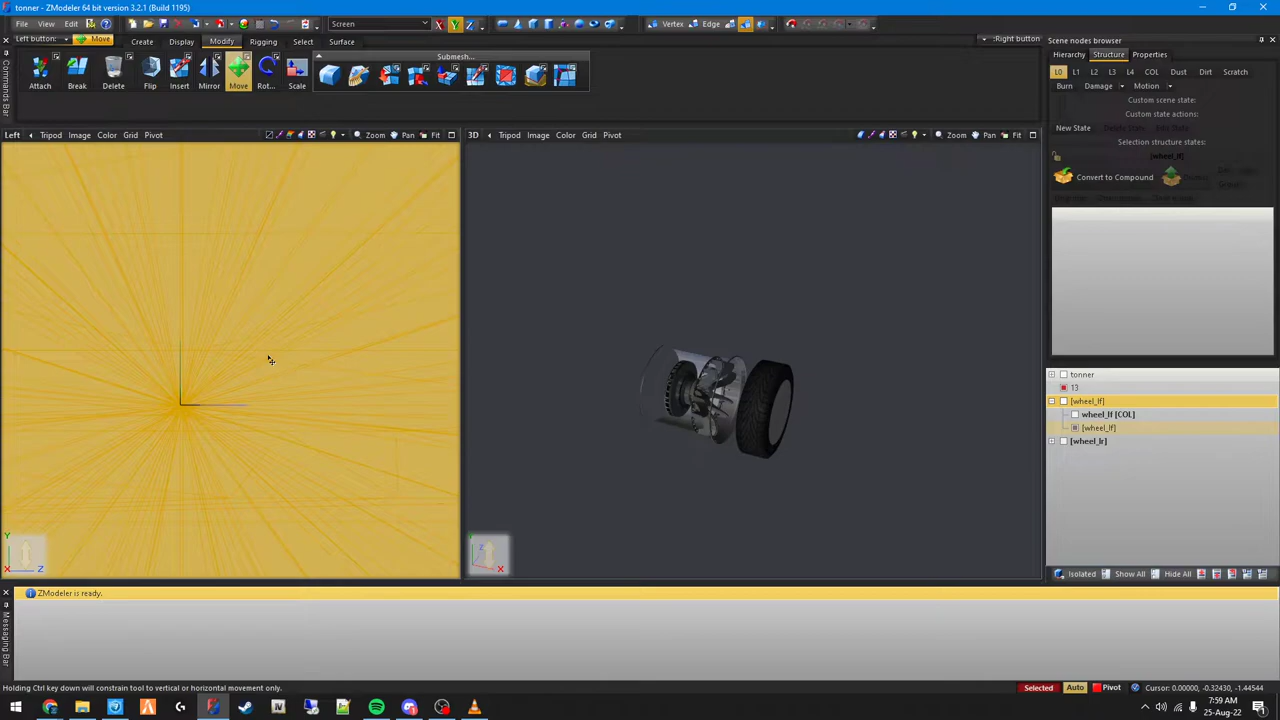 tonner - ZModeler 64 bit version 3.2.1 (Build 1195)
File View Edit Screen X Y Z Vertex Edge
Left button: Move :Right button
Create Display Modify Rigging Select Surface
Submesh...
Attach Break Delete Flip Insert Mirror Move Rot... Scale
Commands Bar
Left Tripod Image Color Grid Pivot Zoom Pan Fit
3D Tripod Image Color Grid Pivot Zoom Pan Fit
Y
X Z
Z
X
Scene nodes browser
Hierarchy Structure Properties
L0 L1 L2 L3 L4 COL Dust Dirt Scratch
Burn Damage Motion
Custom scene state:
Custom state actions:
New State
Selection structure states:
[wheel_lf]
Convert to Compound
tonner
13
[wheel_lf]
wheel_lf [COL]
[wheel_lf]
[wheel_lr]
Isolated Show All Hide All
ZModeler is ready.
Messaging Bar
Holding Ctrl key down will constrain tool to vertical or horizontal movement only.
Selected Auto Pivot Cursor: 0.00000, -0.32430, -1.44544
7:59 AM
25-Aug-22